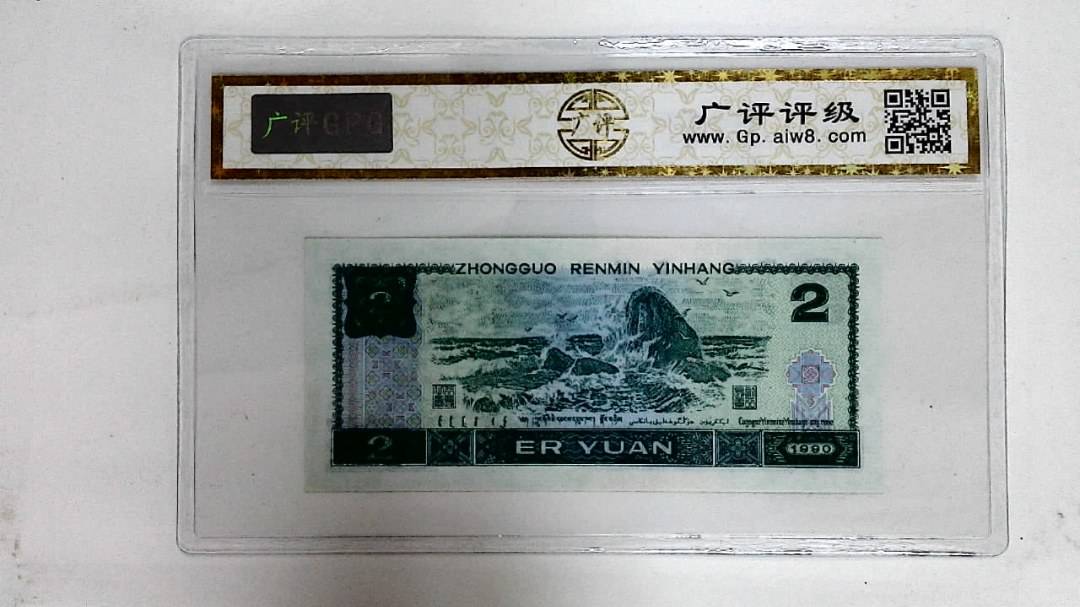 广评GPG
广评
广评评级
www. Gp. aiw8. com
ZHONGGUO RENMIN YINHANG
2
2
2
ER YUAN
1990